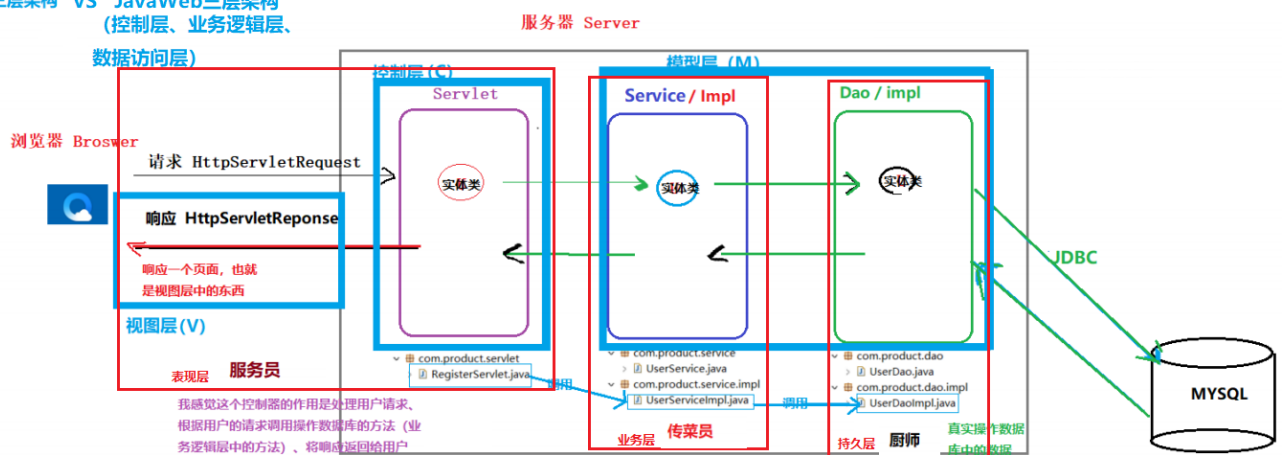 三层架构 VS JavaWeb三层架构
（控制层、业务逻辑层、
数据访问层）
服务器 Server
控制层(C)
模型层（M）
Servlet
Service / Impl
Dao / impl
浏览器 Broswer
请求 HttpServletRequest
实体类
实体类
实体类
响应 HttpServletReponse
响应一个页面，也就
是视图层中的东西
JDBC
视图层(V)
MYSQL
com.product.servlet
RegisterServlet.java
调用
com.product.service
UserService.java
com.product.service.impl
UserServiceImpl.java
调用
com.product.dao
UserDao.java
com.product.dao.impl
UserDaoImpl.java
表现层
服务员
我感觉这个控制器的作用是处理用户请求、
根据用户的请求调用操作数据库的方法（业
务逻辑层中的方法）、将响应返回给用户
业务层
传菜员
持久层
厨师
真实操作数据
库中的数据